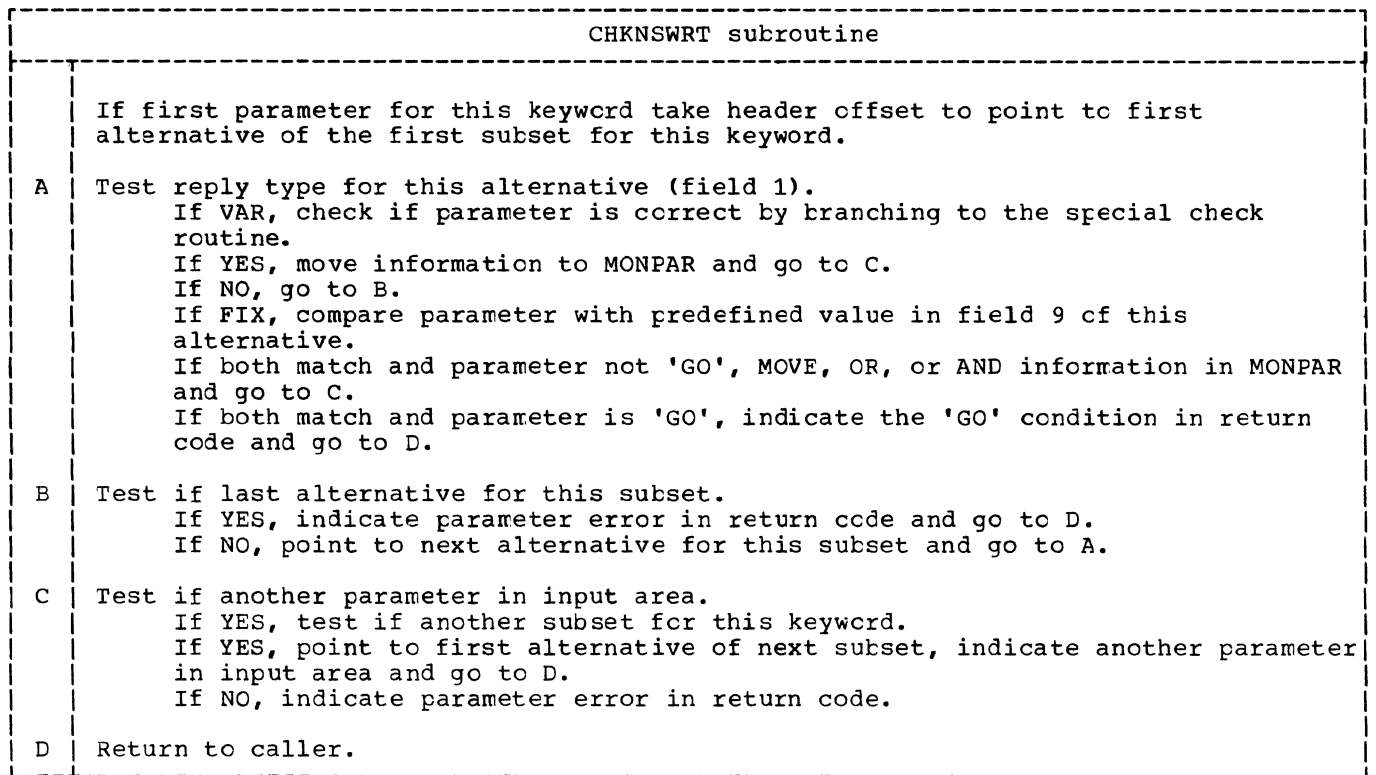 CHKNSWRT subroutine
If first parameter for this keyword take header offset to point to first
alternative of the first subset for this keyword.
A Test reply type for this alternative (field 1).
If VAR, check if parameter is correct by branching to the special check
routine.
If YES, move information to MONPAR and go to C.
If NO, go to B.
If FIX, compare parameter with predefined value in field 9 of this
alternative.
If both match and parameter not 'GO', MOVE, OR, or AND information in MONPAR
and go to C.
If both match and parameter is 'GO', indicate the 'GO' condition in return
code and go to D.
B Test if last alternative for this subset.
If YES, indicate parameter error in return code and go to D.
If NO, point to next alternative for this subset and go to A.
C Test if another parameter in input area.
If YES, test if another subset for this keyword.
If YES, point to first alternative of next subset, indicate another parameter
in input area and go to D.
If NO, indicate parameter error in return code.
D Return to caller.